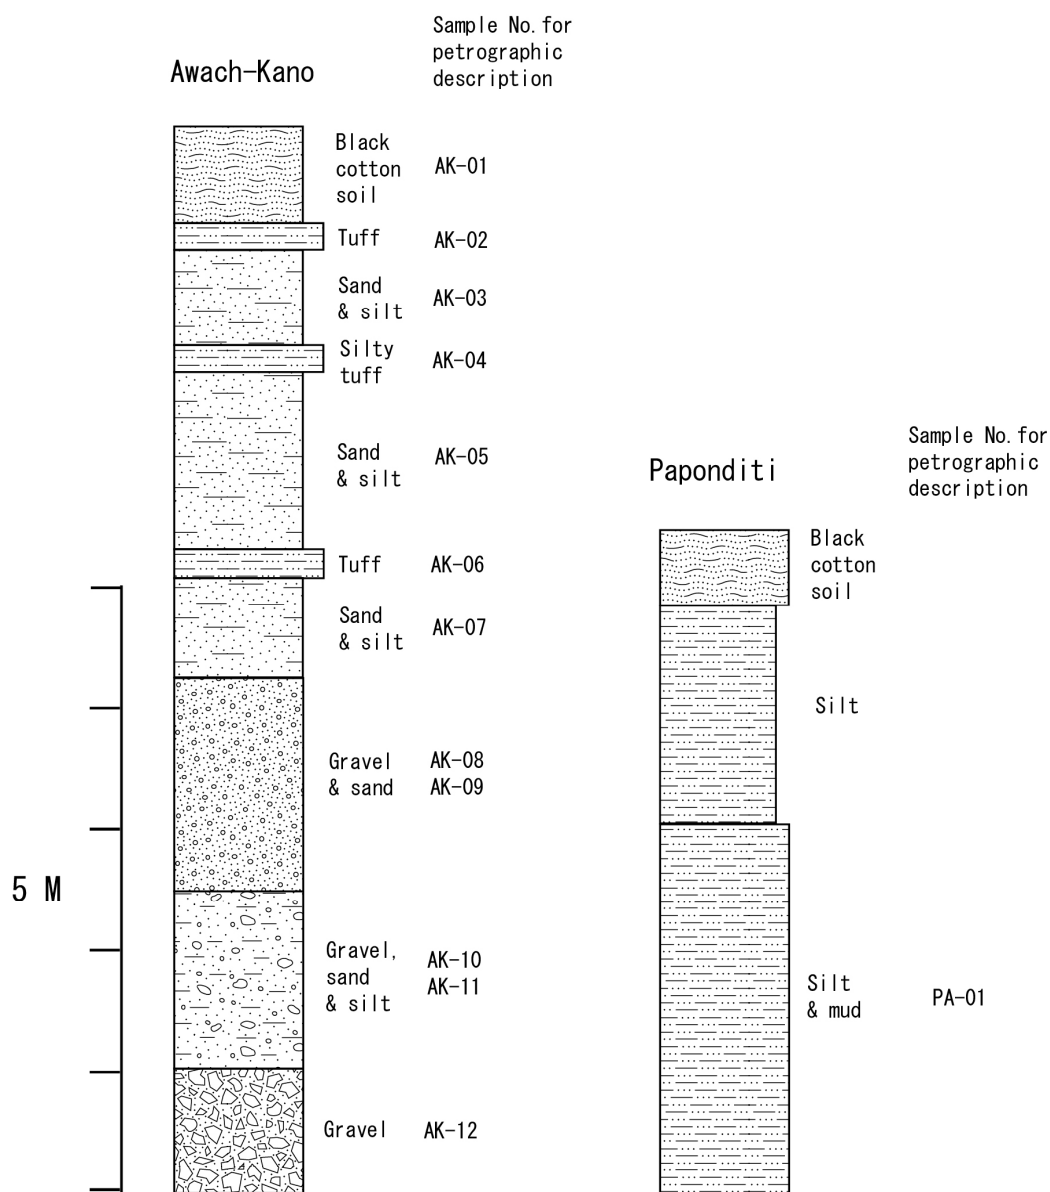 Sample No. for
petrographic
description
Awach-Kano
Black
cotton
soil
AK-01
Tuff
AK-02
Sand
& silt
AK-03
Silty
tuff
AK-04
Sand
& silt
AK-05
Tuff
AK-06
Sand
& silt
AK-07
Gravel
& sand
AK-08
AK-09
5 M
Gravel,
sand
& silt
AK-10
AK-11
Gravel
AK-12
Sample No. for
petrographic
description
Paponditi
Black
cotton
soil
Silt
Silt
& mud
PA-01